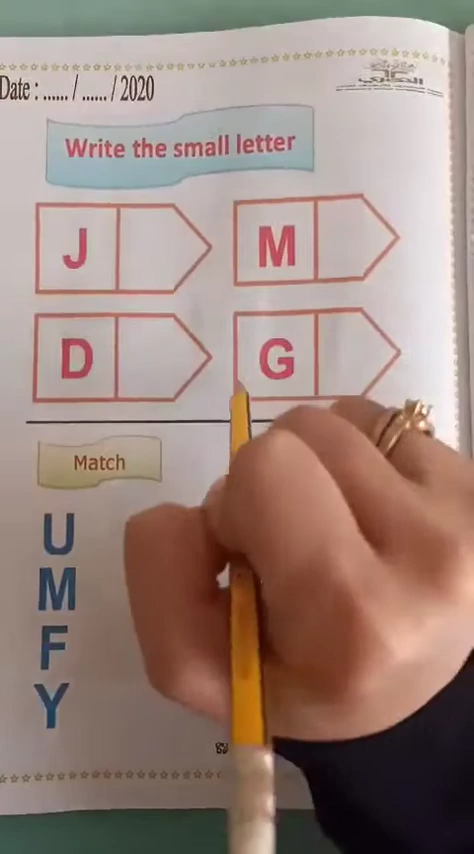 Date : ...... / ...... / 2020
Write the small letter
J M
D G
Match
U
M
F
Y